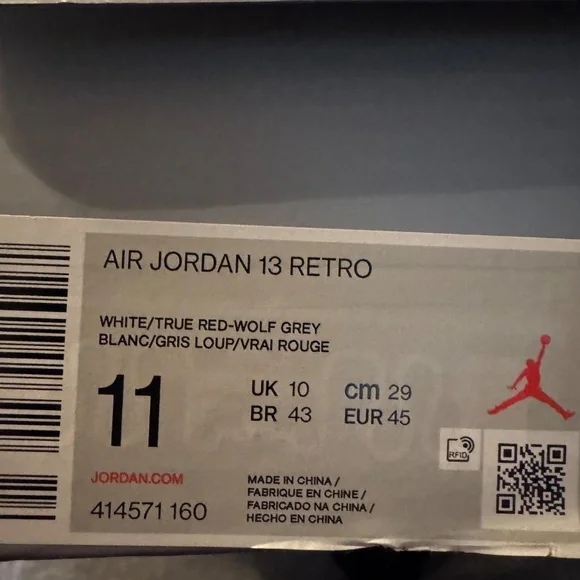 AIR JORDAN 13 RETRO
WHITE/TRUE RED-WOLF GREY
BLANC/GRIS LOUP/VRAI ROUGE
11
UK 10 cm 29
BR 43 EUR 45
RFID
JORDAN.COM
414571 160
MADE IN CHINA /
FABRIQUE EN CHINE /
FABRICADO NA CHINA /
HECHO EN CHINA